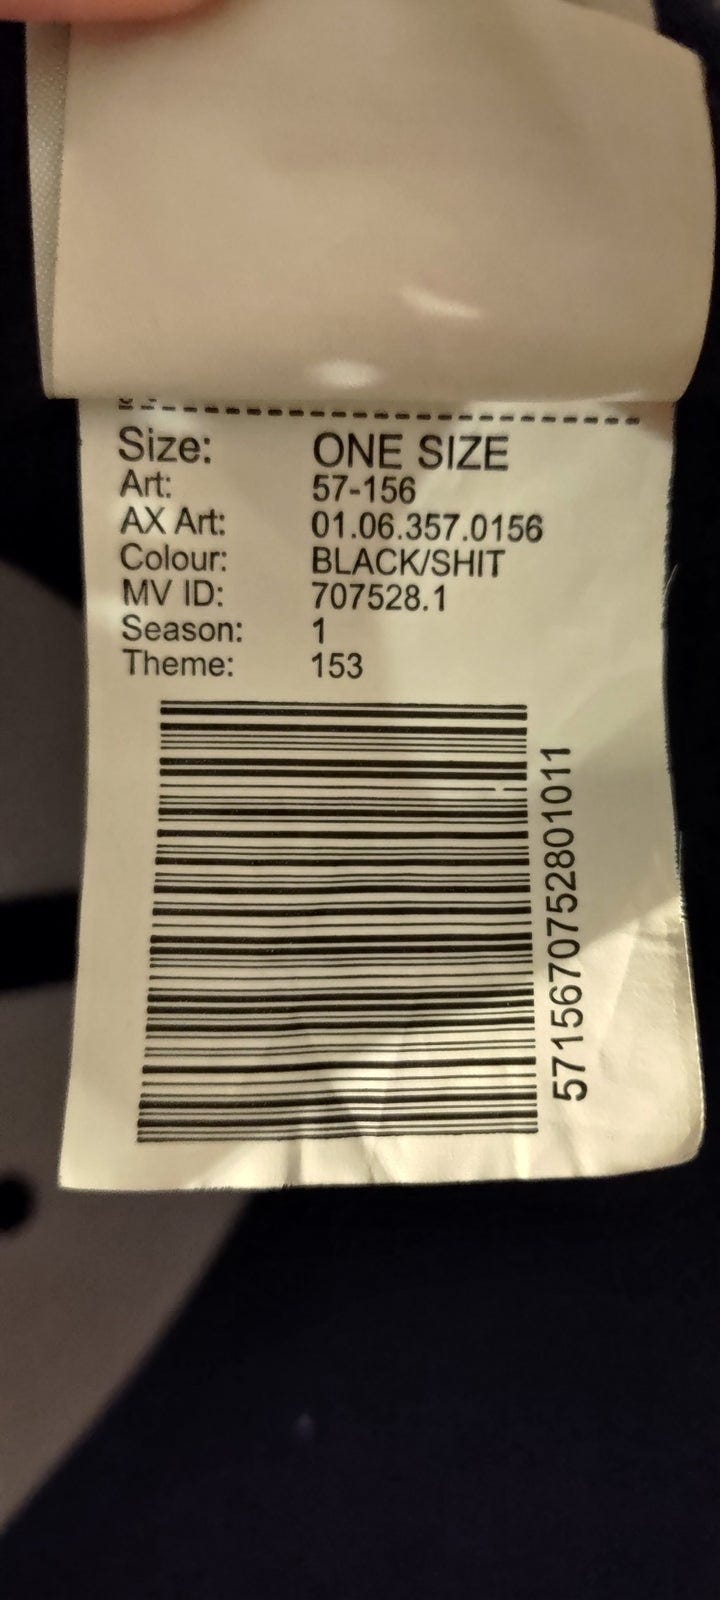 Size: ONE SIZE
Art: 57-156
AX Art: 01.06.357.0156
Colour: BLACK/SHIT
MV ID: 707528.1
Season: 1
Theme: 153
5715670752801011